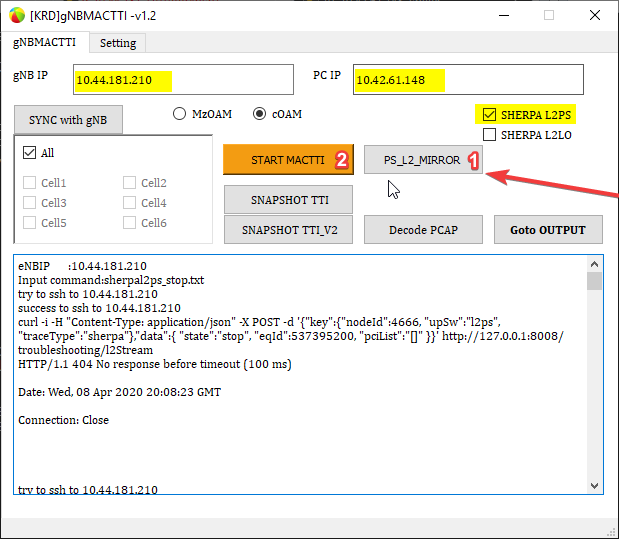 [KRD]gNBMACTTI -v1.2
gNBMACTTI Setting
gNB IP 10.44.181.210 PC IP 10.42.61.148
SYNC with gNB MzOAM cOAM SHERPA L2PS
SHERPA L2LO
All START MACTTI 2 PS_L2_MIRROR 1
Cell1 Cell2
Cell3 Cell4 SNAPSHOT TTI
Cell5 Cell6 SNAPSHOT TTI_V2 Decode PCAP Goto OUTPUT
eNBIP :10.44.181.210
Input command:sherpal2ps_stop.txt
try to ssh to 10.44.181.210
success to ssh to 10.44.181.210
curl -i -H "Content-Type: application/json" -X POST -d '{"key":{"nodeId":4666, "upSw":"l2ps",
"traceType":"sherpa"},"data":{ "state":"stop", "eqId":537395200, "pciList":"[]" }}' http://127.0.0.1:8008/
troubleshooting/l2Stream
HTTP/1.1 404 No response before timeout (100 ms)
Date: Wed, 08 Apr 2020 20:08:23 GMT
Connection: Close
try to ssh to 10.44.181.210